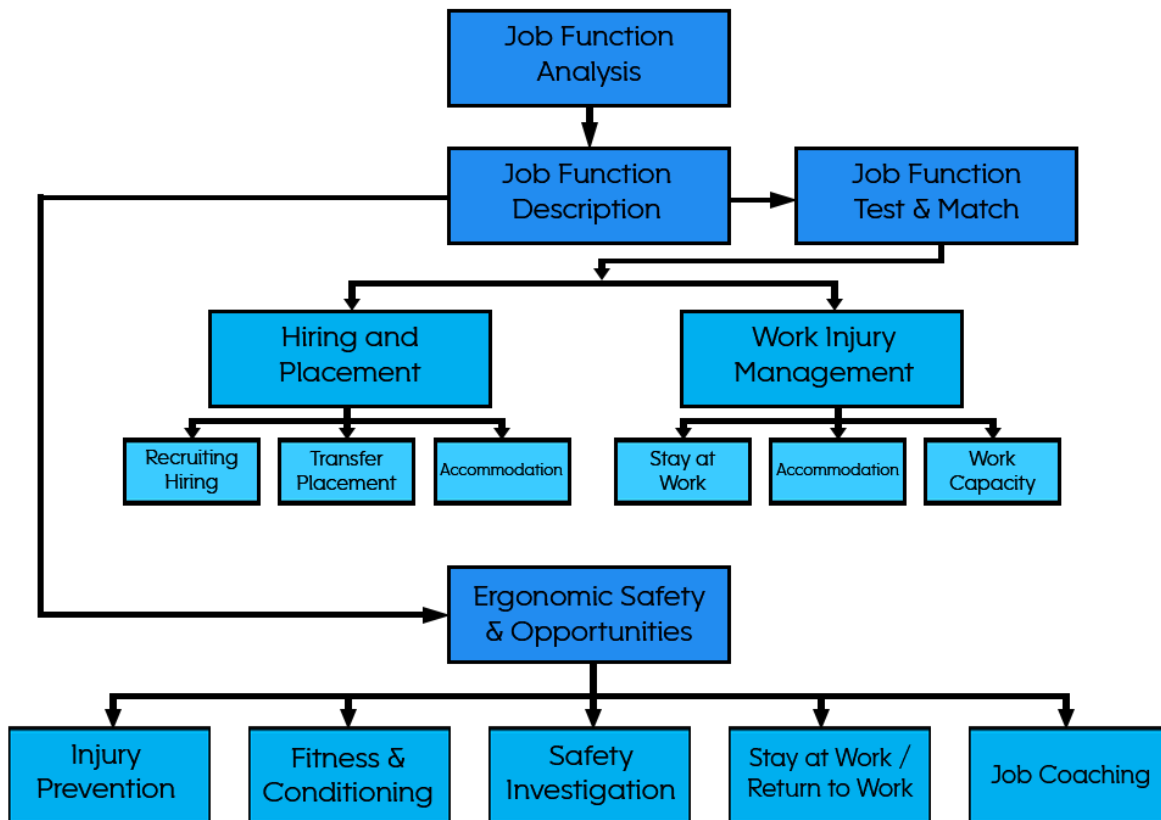 Job Function
Analysis
Job Function
Description
Job Function
Test & Match
Hiring and
Placement
Work Injury
Management
Recruiting
Hiring
Transfer
Placement
Accommodation
Stay at
Work
Accommodation
Work
Capacity
Ergonomic Safety
& Opportunities
Injury
Prevention
Fitness &
Conditioning
Safety
Investigation
Stay at Work /
Return to Work
Job Coaching